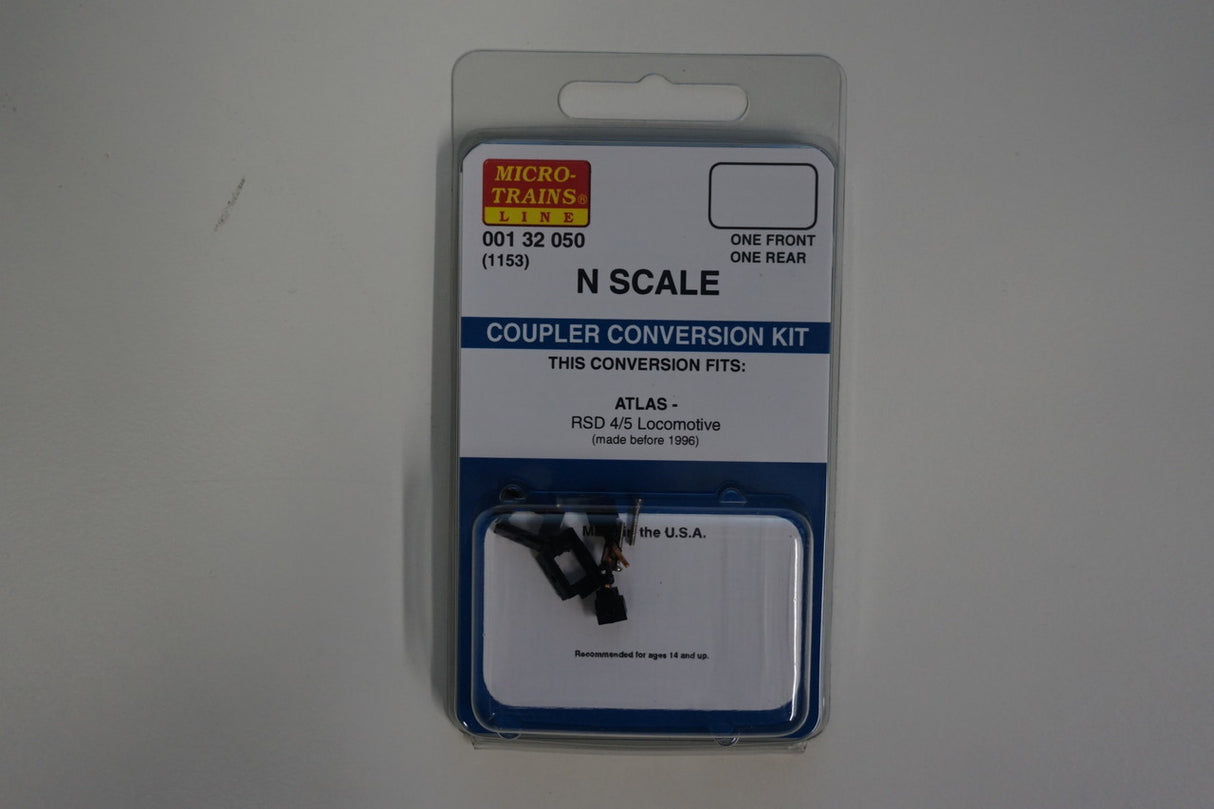 MICRO-
TRAINS®
LINE
001 32 050
(1153)
ONE FRONT
ONE REAR
N SCALE
COUPLER CONVERSION KIT
THIS CONVERSION FITS:
ATLAS -
RSD 4/5 Locomotive
(made before 1996)
in the U.S.A.
Recommended for ages 14 and up.